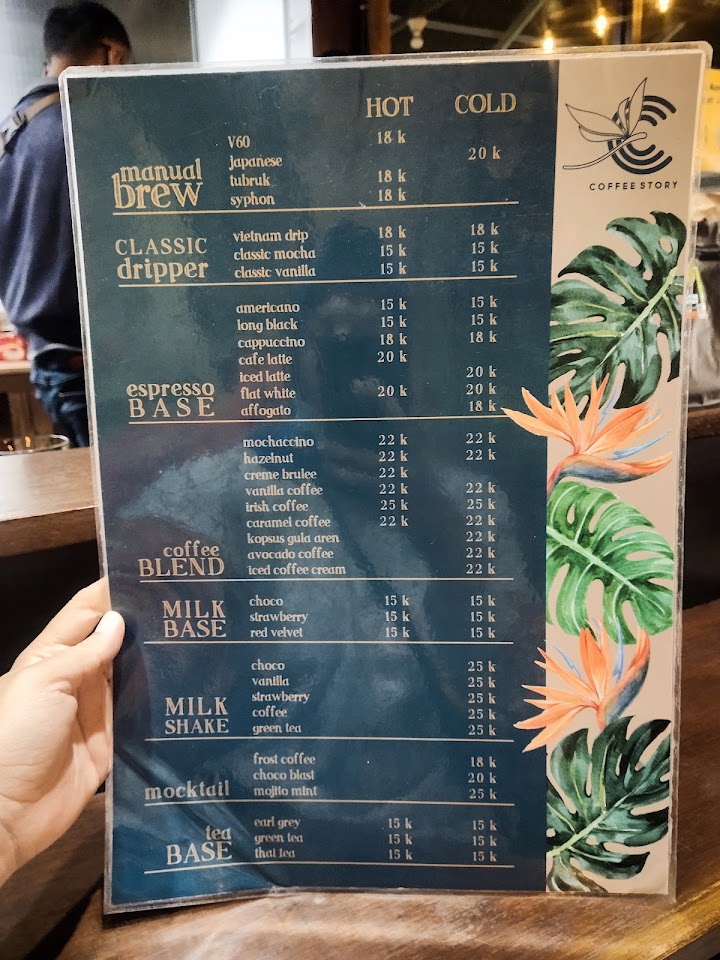 HOT COLD
COFFEE STORY
manual brew
V60 18 k
japanese 20 k
tubruk 18 k
syphon 18 k
CLASSIC dripper
vietnam drip 18 k 18 k
classic mocha 15 k 15 k
classic vanilla 15 k 15 k
espresso BASE
americano 15 k 15 k
long black 15 k 15 k
cappuccino 18 k 18 k
cafe latte 20 k
iced latte 20 k
flat white 20 k 20 k
affogato 18 k
coffee BLEND
mochaccino 22 k 22 k
hazelnut 22 k 22 k
creme brulee 22 k
vanilla coffee 22 k 22 k
irish coffee 25 k 25 k
caramel coffee 22 k 22 k
kopsus gula aren 22 k
avocado coffee 22 k
iced coffee cream 22 k
MILK BASE
choco 15 k 15 k
strawberry 15 k 15 k
red velvet 15 k 15 k
MILK SHAKE
choco 25 k
vanilla 25 k
strawberry 25 k
coffee 25 k
green tea 25 k
mocktail
frost coffee 18 k
choco blast 20 k
mojito mint 25 k
tea BASE
earl grey 15 k 15 k
green tea 15 k 15 k
thai tea 15 k 15 k